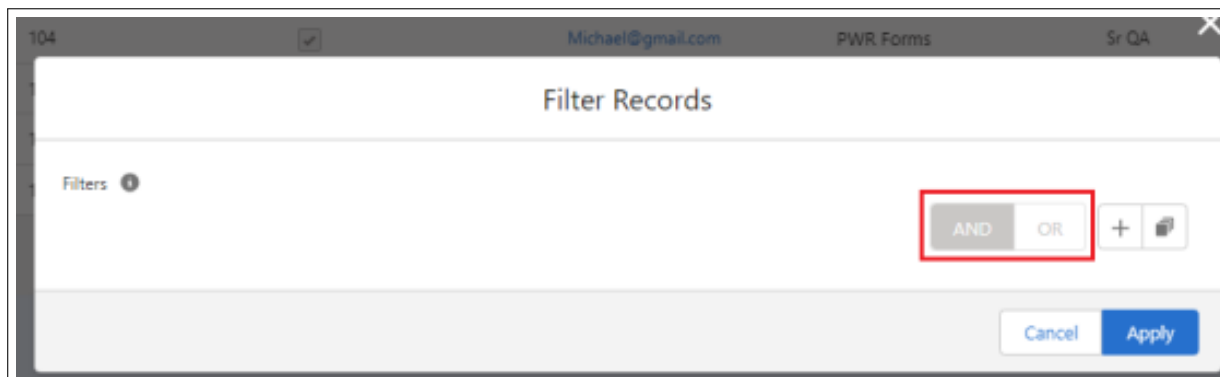 104 Michael@gmail.com PWR Forms Sr QA
Filter Records
Filters
AND OR
Cancel Apply